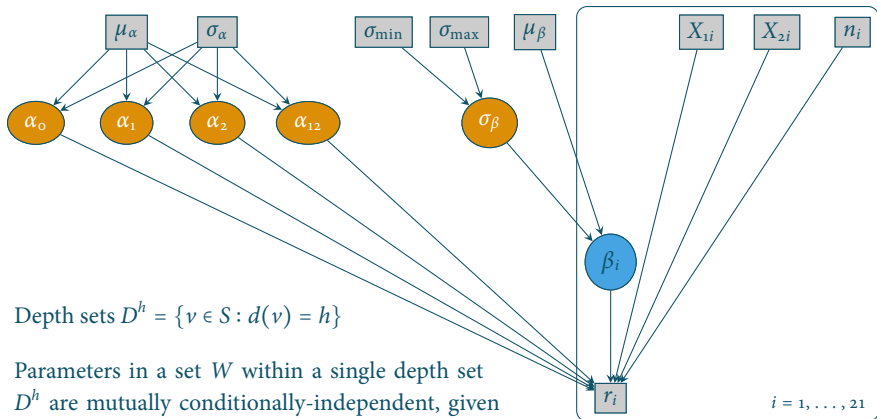 μα σα σmin σmax μβ X1i X2i ni
α0 α1 α2 α12 σβ
βi
Depth sets Dʰ = {ν ∈ S : d(ν) = h}
Parameters in a set W within a single depth set
Dʰ are mutually conditionally-independent, given
ri
i = 1, . . . , 21